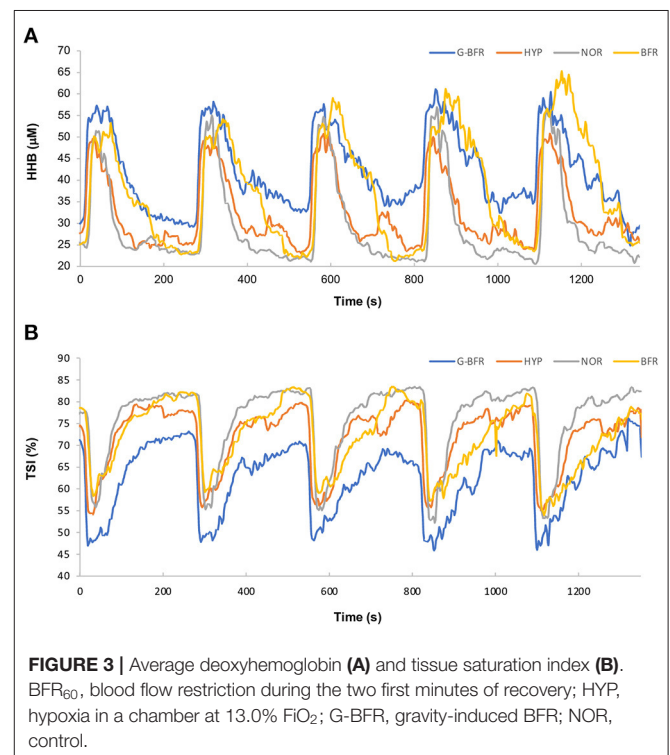 A
G-BFR HYP NOR BFR
70
65
60
55
50
45
40
35
30
25
20
HHB (µM)
0 200 400 600 800 1000 1200
Time (s)
B
G-BFR HYP NOR BFR
90
85
80
75
70
65
60
55
50
45
40
TSI (%)
0 200 400 600 800 1000 1200
Time (s)
FIGURE 3 | Average deoxyhemoglobin (A) and tissue saturation index (B).
BFR₆₀, blood flow restriction during the two first minutes of recovery; HYP,
hypoxia in a chamber at 13.0% FiO₂; G-BFR, gravity-induced BFR; NOR,
control.